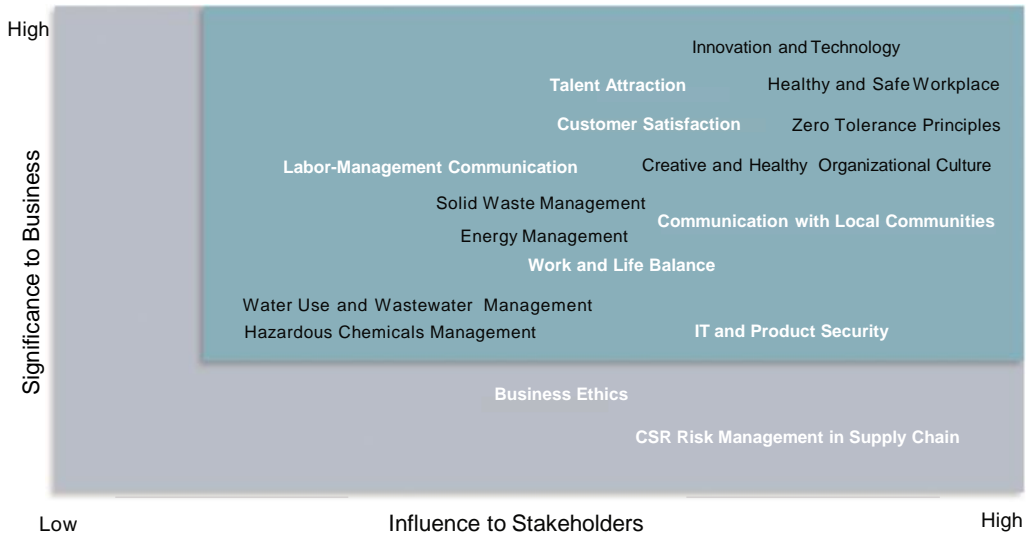 High
Innovation and Technology
Talent Attraction
Healthy and Safe Workplace
Customer Satisfaction
Zero Tolerance Principles
Labor-Management Communication
Creative and Healthy Organizational Culture
Solid Waste Management
Communication with Local Communities
Energy Management
Work and Life Balance
Water Use and Wastewater Management
Hazardous Chemicals Management
IT and Product Security
Business Ethics
CSR Risk Management in Supply Chain
Significance to Business
Low
Influence to Stakeholders
High